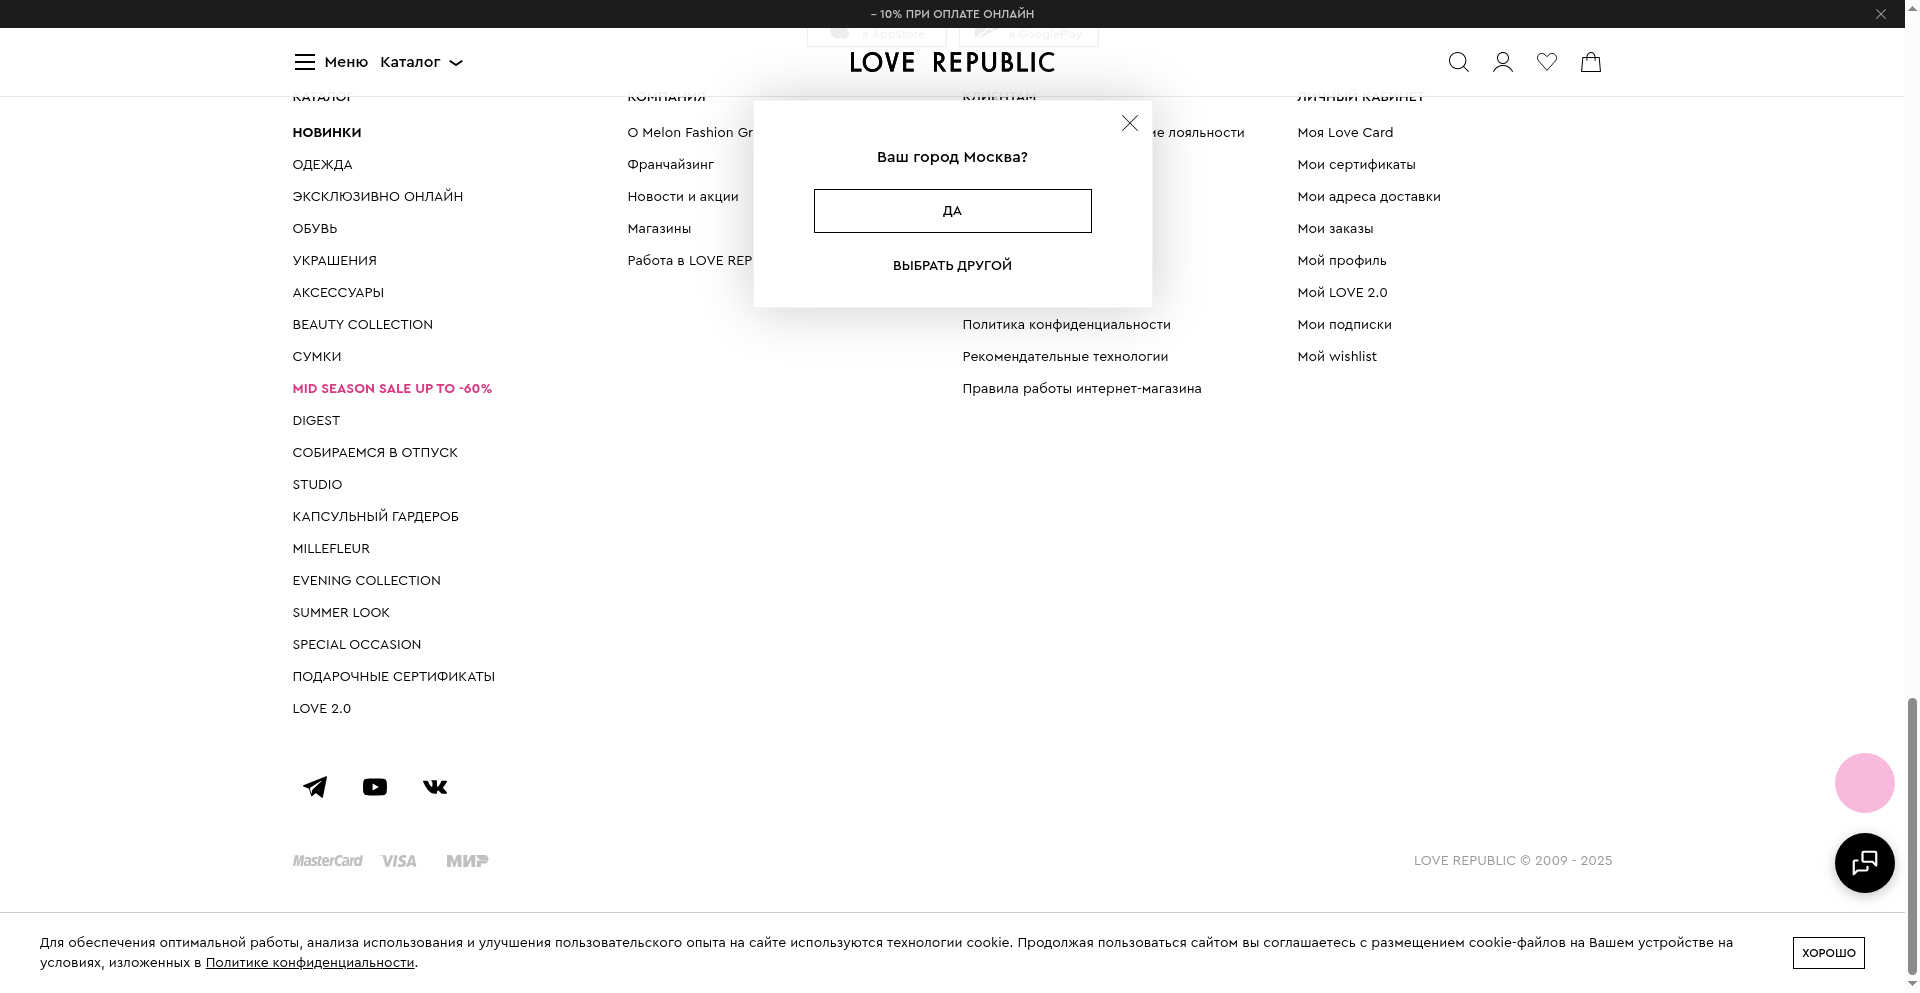 – 10% ПРИ ОПЛАТЕ ОНЛАЙН
в AppStore
в GooglePlay
Меню
Каталог
LOVE REPUBLIC
КАТАЛОГ
НОВИНКИ
ОДЕЖДА
ЭКСКЛЮЗИВНО ОНЛАЙН
ОБУВЬ
УКРАШЕНИЯ
АКСЕССУАРЫ
BEAUTY COLLECTION
СУМКИ
MID SEASON SALE UP TO -60%
DIGEST
СОБИРАЕМСЯ В ОТПУСК
STUDIO
КАПСУЛЬНЫЙ ГАРДЕРОБ
MILLEFLEUR
EVENING COLLECTION
SUMMER LOOK
SPECIAL OCCASION
ПОДАРОЧНЫЕ СЕРТИФИКАТЫ
LOVE 2.0
КОМПАНИЯ
О Melon Fashion Gr
Франчайзинг
Новости и акции
Магазины
Работа в LOVE REP
Ваш город Москва?
ДА
ВЫБРАТЬ ДРУГОЙ
КЛИЕНТАМ
ме лояльности
Политика конфиденциальности
Рекомендательные технологии
Правила работы интернет-магазина
ЛИЧНЫЙ КАБИНЕТ
Моя Love Card
Мои сертификаты
Мои адреса доставки
Мои заказы
Мой профиль
Мой LOVE 2.0
Мои подписки
Мой wishlist
MasterCard VISA МИР
LOVE REPUBLIC © 2009 - 2025
Для обеспечения оптимальной работы, анализа использования и улучшения пользовательского опыта на сайте используются технологии cookie. Продолжая пользоваться сайтом вы соглашаетесь с размещением cookie-файлов на Вашем устройстве на
условиях, изложенных в Политике конфиденциальности.
ХОРОШО